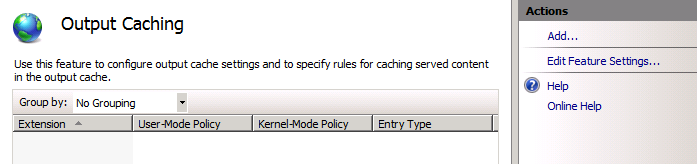 Output Caching
Use this feature to configure output cache settings and to specify rules for caching served content
in the output cache.
Group by: No Grouping
Extension User-Mode Policy Kernel-Mode Policy Entry Type
Actions
Add...
Edit Feature Settings...
Help
Online Help